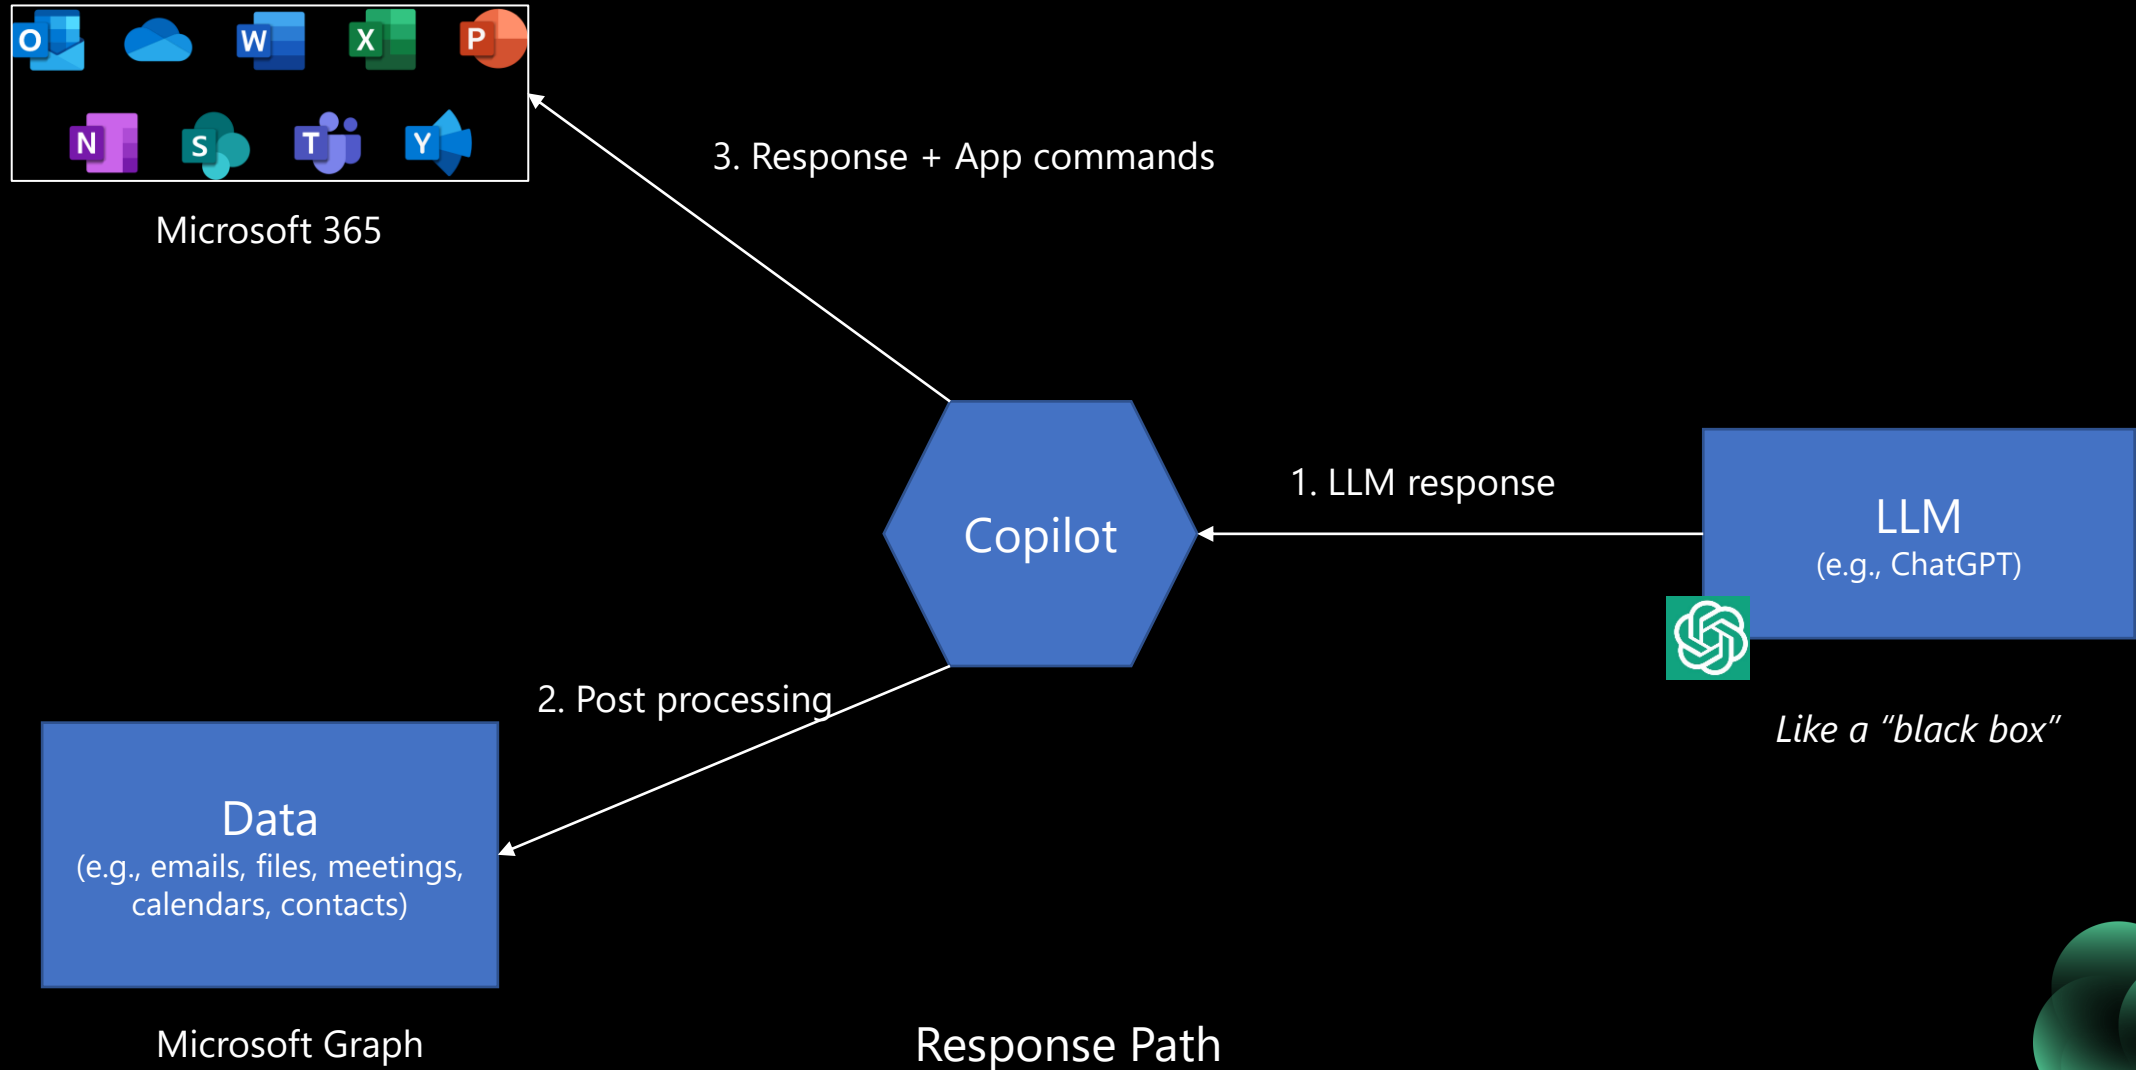 O
W
X
P
N
S
T
Y
Microsoft 365
3. Response + App commands
Copilot
1. LLM response
LLM
(e.g., ChatGPT)
Like a “black box”
2. Post processing
Data
(e.g., emails, files, meetings,
calendars, contacts)
Microsoft Graph
Response Path